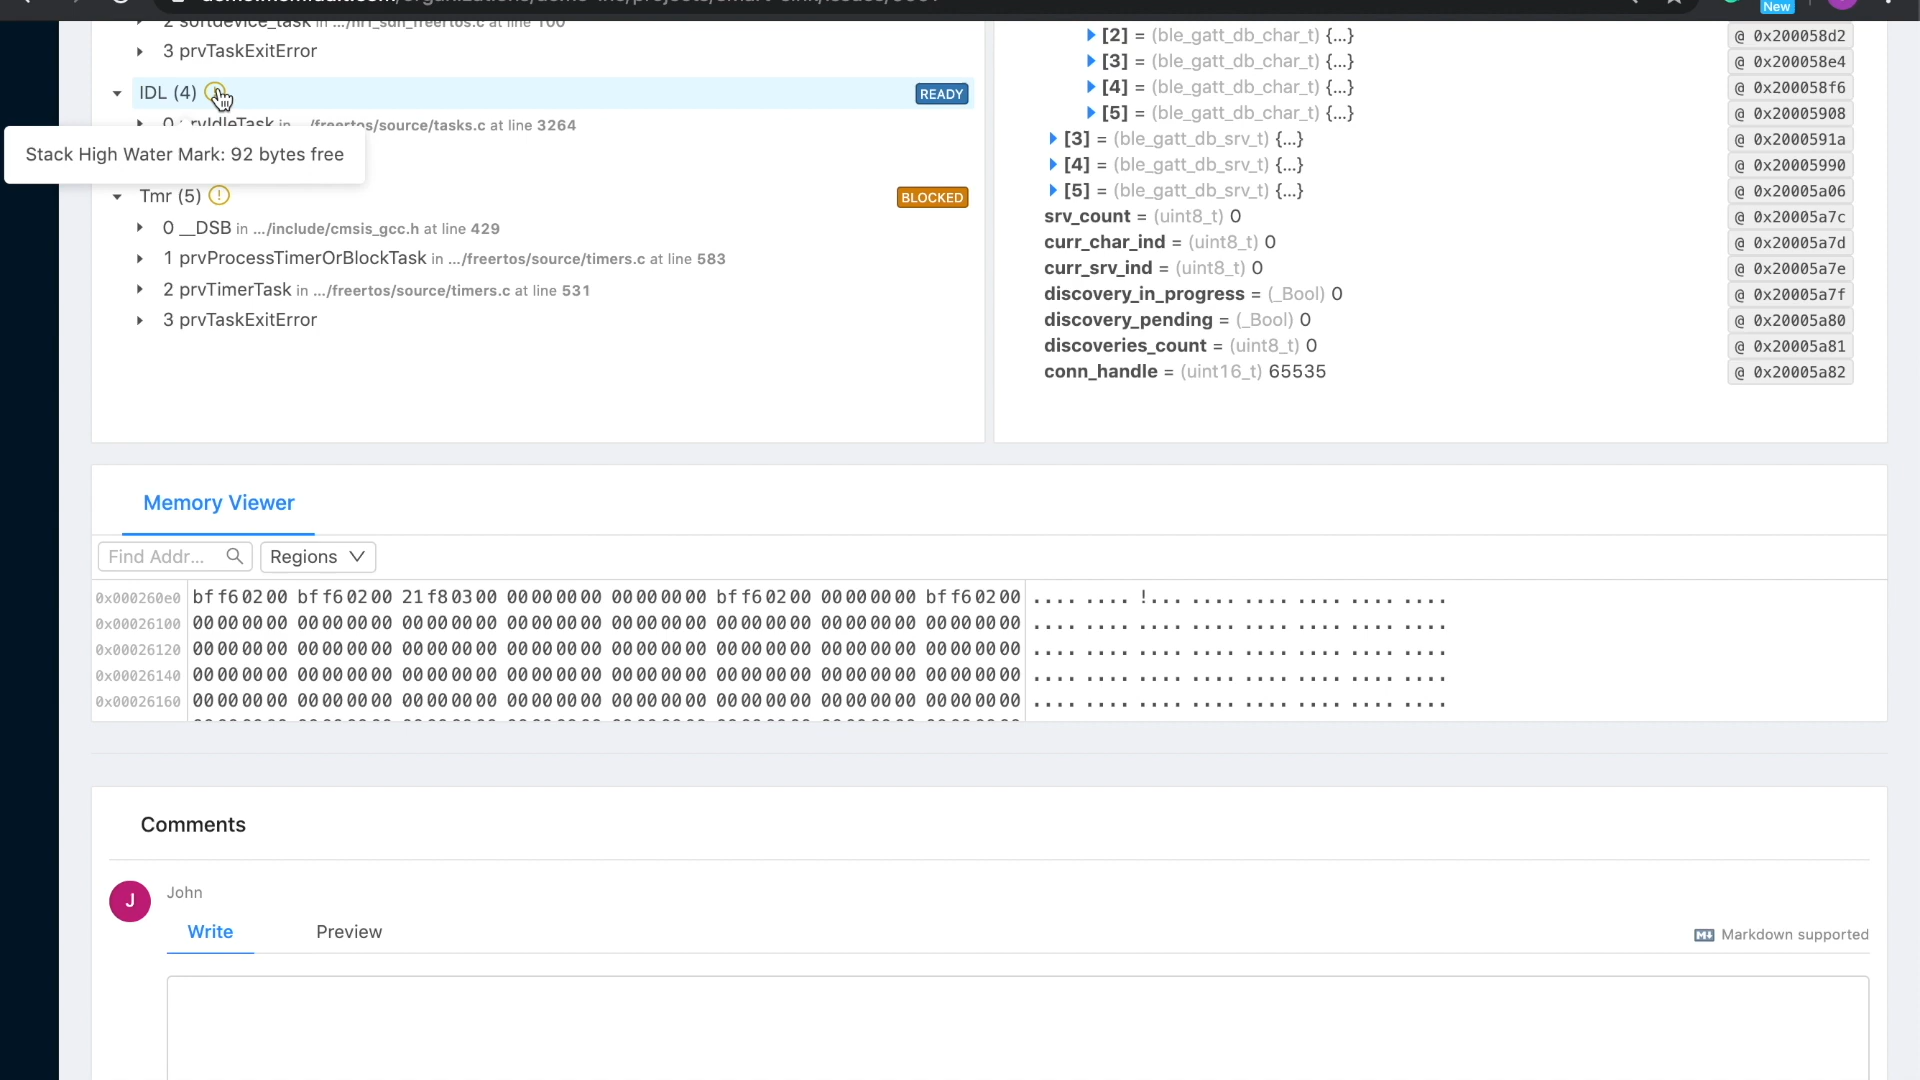 New
3 prvTaskExitError
IDL (4) READY
/freertos/source/tasks.c at line 3264
Stack High Water Mark: 92 bytes free
Tmr (5) BLOCKED
0 __DSB in .../include/cmsis_gcc.h at line 429
1 prvProcessTimerOrBlockTask in .../freertos/source/timers.c at line 583
2 prvTimerTask in .../freertos/source/timers.c at line 531
3 prvTaskExitError
[2] = (ble_gatt_db_char_t) {...} @ 0x200058d2
[3] = (ble_gatt_db_char_t) {...} @ 0x200058e4
[4] = (ble_gatt_db_char_t) {...} @ 0x200058f6
[5] = (ble_gatt_db_char_t) {...} @ 0x20005908
[3] = (ble_gatt_db_srv_t) {...} @ 0x2000591a
[4] = (ble_gatt_db_srv_t) {...} @ 0x20005990
[5] = (ble_gatt_db_srv_t) {...} @ 0x20005a06
srv_count = (uint8_t) 0 @ 0x20005a7c
curr_char_ind = (uint8_t) 0 @ 0x20005a7d
curr_srv_ind = (uint8_t) 0 @ 0x20005a7e
discovery_in_progress = (_Bool) 0 @ 0x20005a7f
discovery_pending = (_Bool) 0 @ 0x20005a80
discoveries_count = (uint8_t) 0 @ 0x20005a81
conn_handle = (uint16_t) 65535 @ 0x20005a82
Memory Viewer
Find Addr... Regions
0x000260e0 bff60200 bff60200 21f80300 00000000 00000000 bff60200 00000000 bff60200 .... .... !... .... .... .... .... ....
0x00026100 00000000 00000000 00000000 00000000 00000000 00000000 00000000 00000000 .... .... .... .... .... .... .... ....
0x00026120 00000000 00000000 00000000 00000000 00000000 00000000 00000000 00000000 .... .... .... .... .... .... .... ....
0x00026140 00000000 00000000 00000000 00000000 00000000 00000000 00000000 00000000 .... .... .... .... .... .... .... ....
0x00026160 00000000 00000000 00000000 00000000 00000000 00000000 00000000 00000000 .... .... .... .... .... .... .... ....
Comments
J John
Write Preview Markdown supported